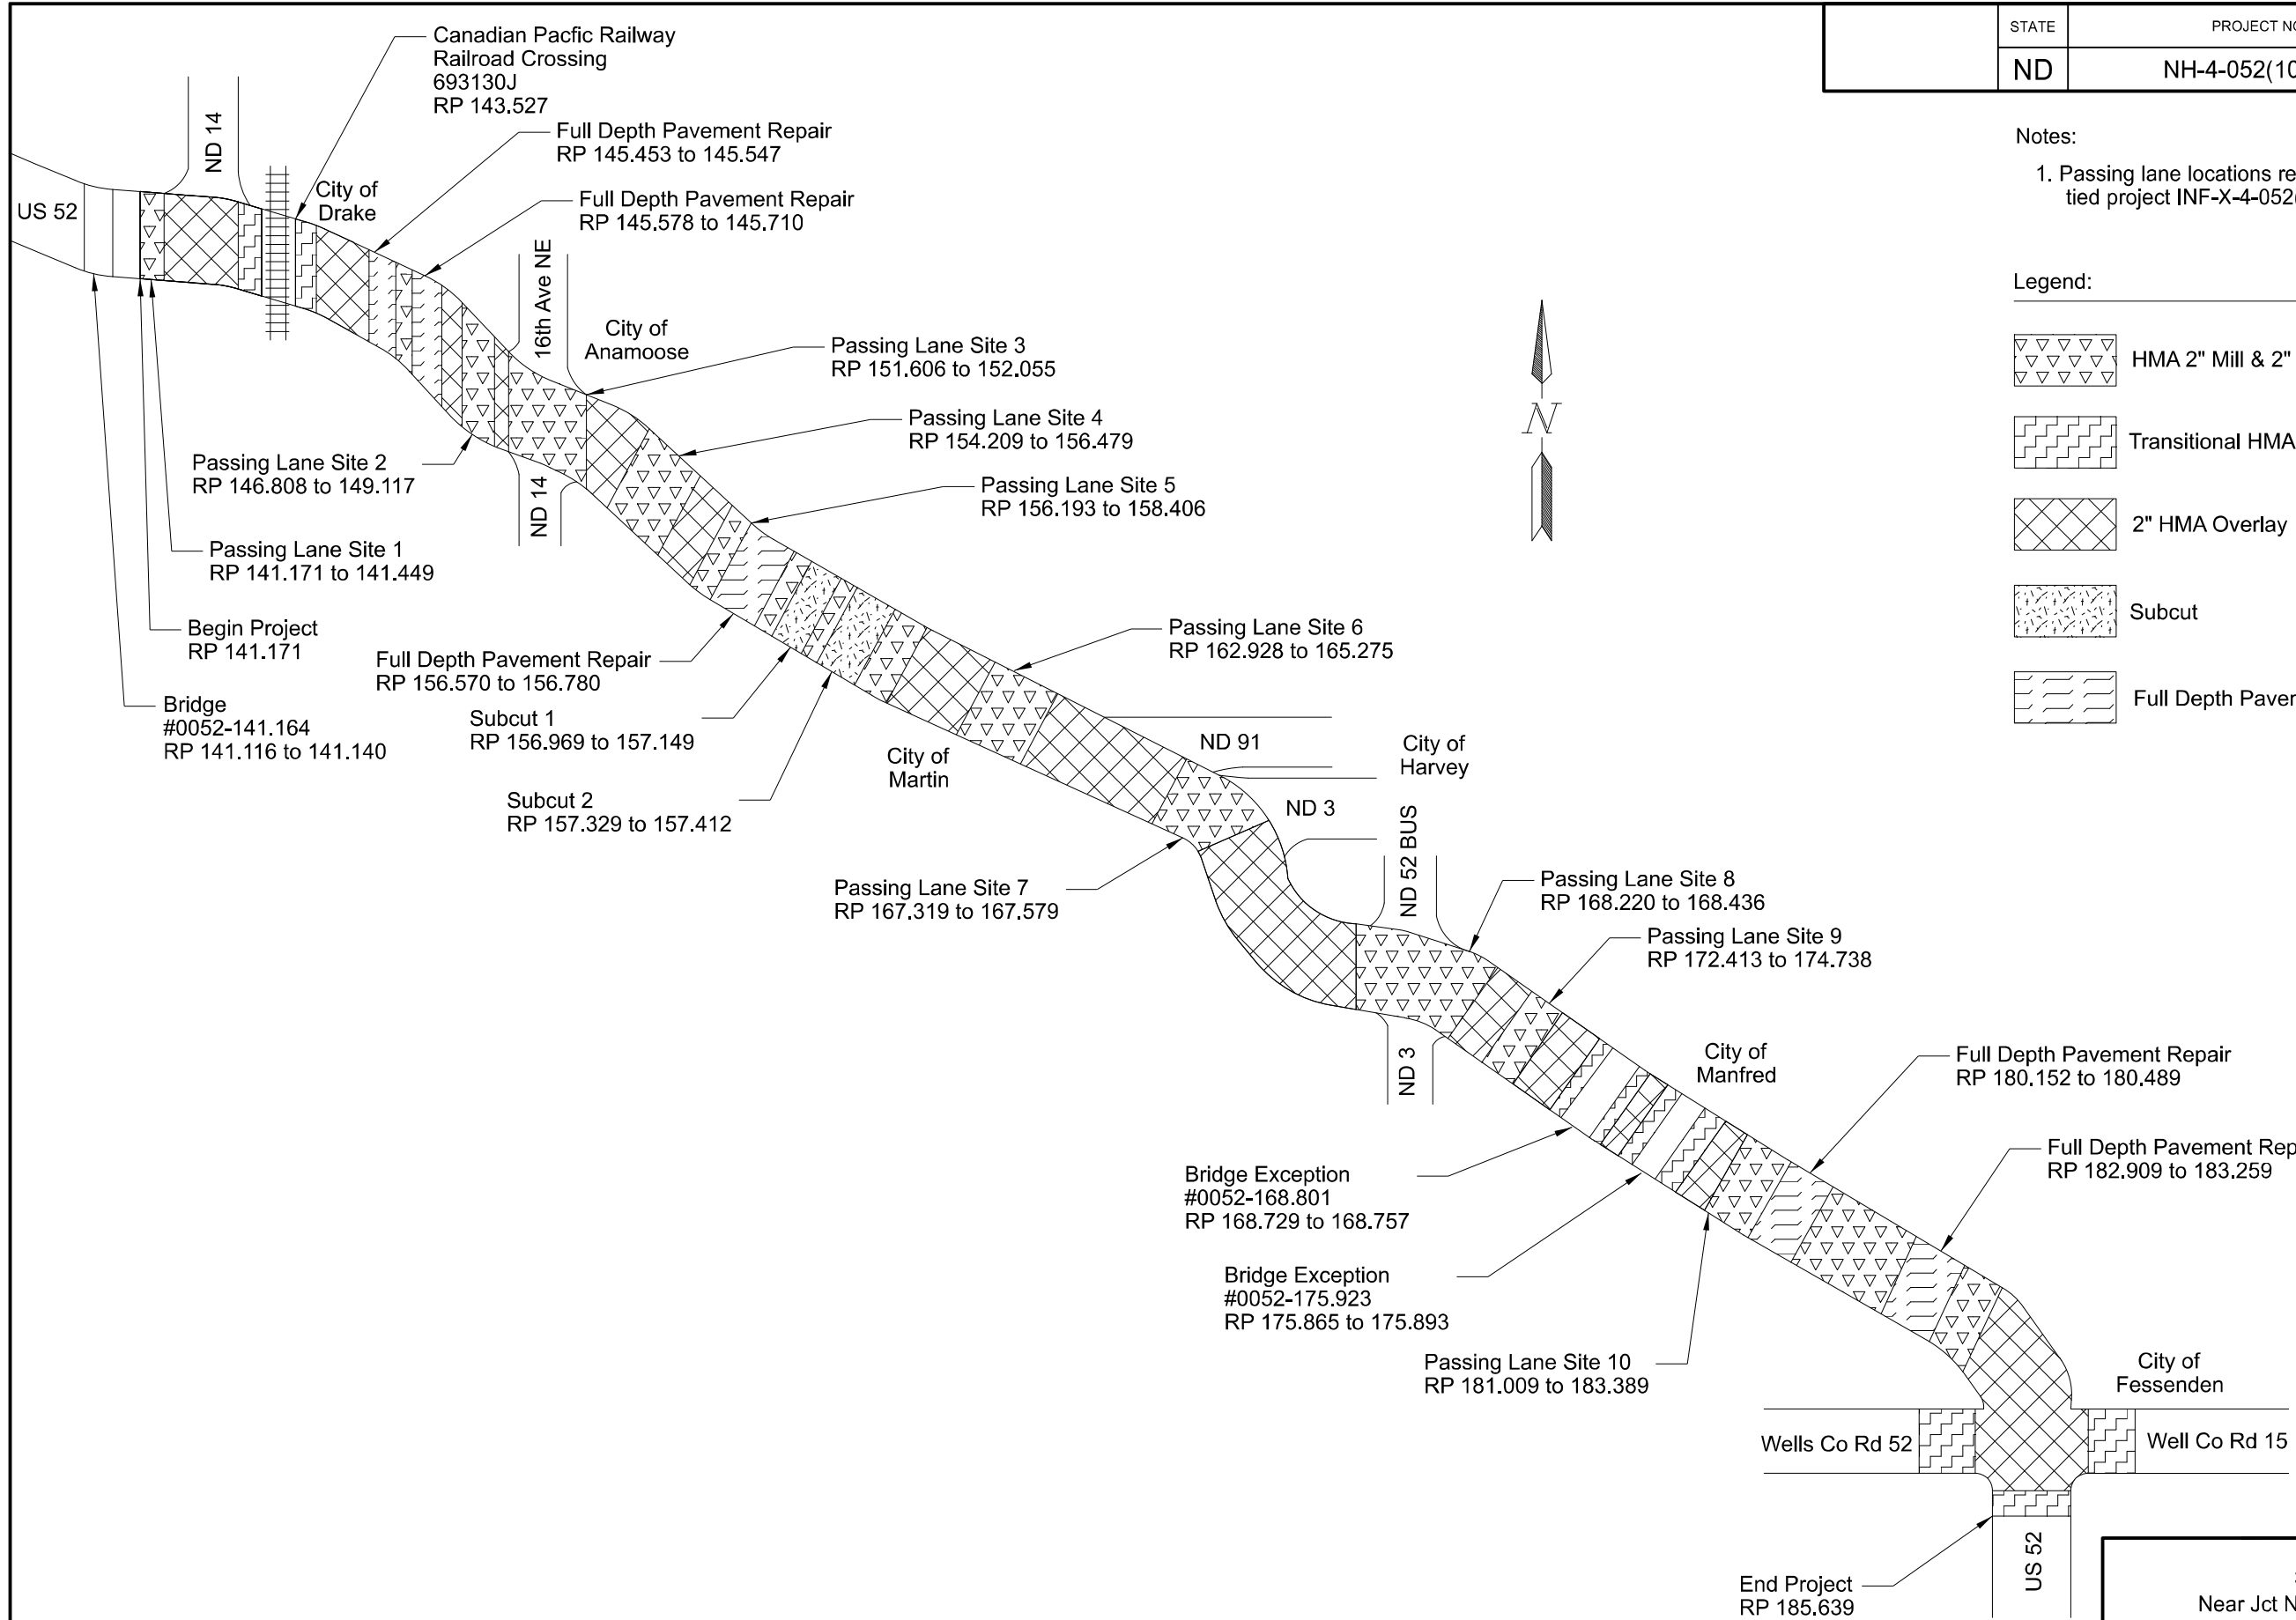 STATE
PROJECT NO
ND
NH-4-052(10
Notes:
1. Passing lane locations re
tied project INF-X-4-052(
Legend:
HMA 2" Mill & 2"
Transitional HMA
2" HMA Overlay
Subcut
Full Depth Paver
Canadian Pacfic Railway
Railroad Crossing
693130J
RP 143.527
Full Depth Pavement Repair
RP 145.453 to 145.547
Full Depth Pavement Repair
RP 145.578 to 145.710
ND 14
City of
Drake
US 52
16th Ave NE
City of
Anamoose
Passing Lane Site 3
RP 151.606 to 152.055
Passing Lane Site 4
RP 154.209 to 156.479
Passing Lane Site 5
RP 156.193 to 158.406
N
Passing Lane Site 2
RP 146.808 to 149.117
ND 14
Passing Lane Site 1
RP 141.171 to 141.449
Begin Project
RP 141.171
Bridge
#0052-141.164
RP 141.116 to 141.140
Full Depth Pavement Repair
RP 156.570 to 156.780
Subcut 1
RP 156.969 to 157.149
Subcut 2
RP 157.329 to 157.412
Passing Lane Site 6
RP 162.928 to 165.275
City of
Martin
ND 91
City of
Harvey
ND 3
ND 52 BUS
Passing Lane Site 7
RP 167.319 to 167.579
Passing Lane Site 8
RP 168.220 to 168.436
Passing Lane Site 9
RP 172.413 to 174.738
ND 3
City of
Manfred
Full Depth Pavement Repair
RP 180.152 to 180.489
Full Depth Pavement Rep
RP 182.909 to 183.259
Bridge Exception
#0052-168.801
RP 168.729 to 168.757
Bridge Exception
#0052-175.923
RP 175.865 to 175.893
Passing Lane Site 10
RP 181.009 to 183.389
City of
Fessenden
Wells Co Rd 52
Well Co Rd 15
US 52
End Project
RP 185.639
Near Jct N